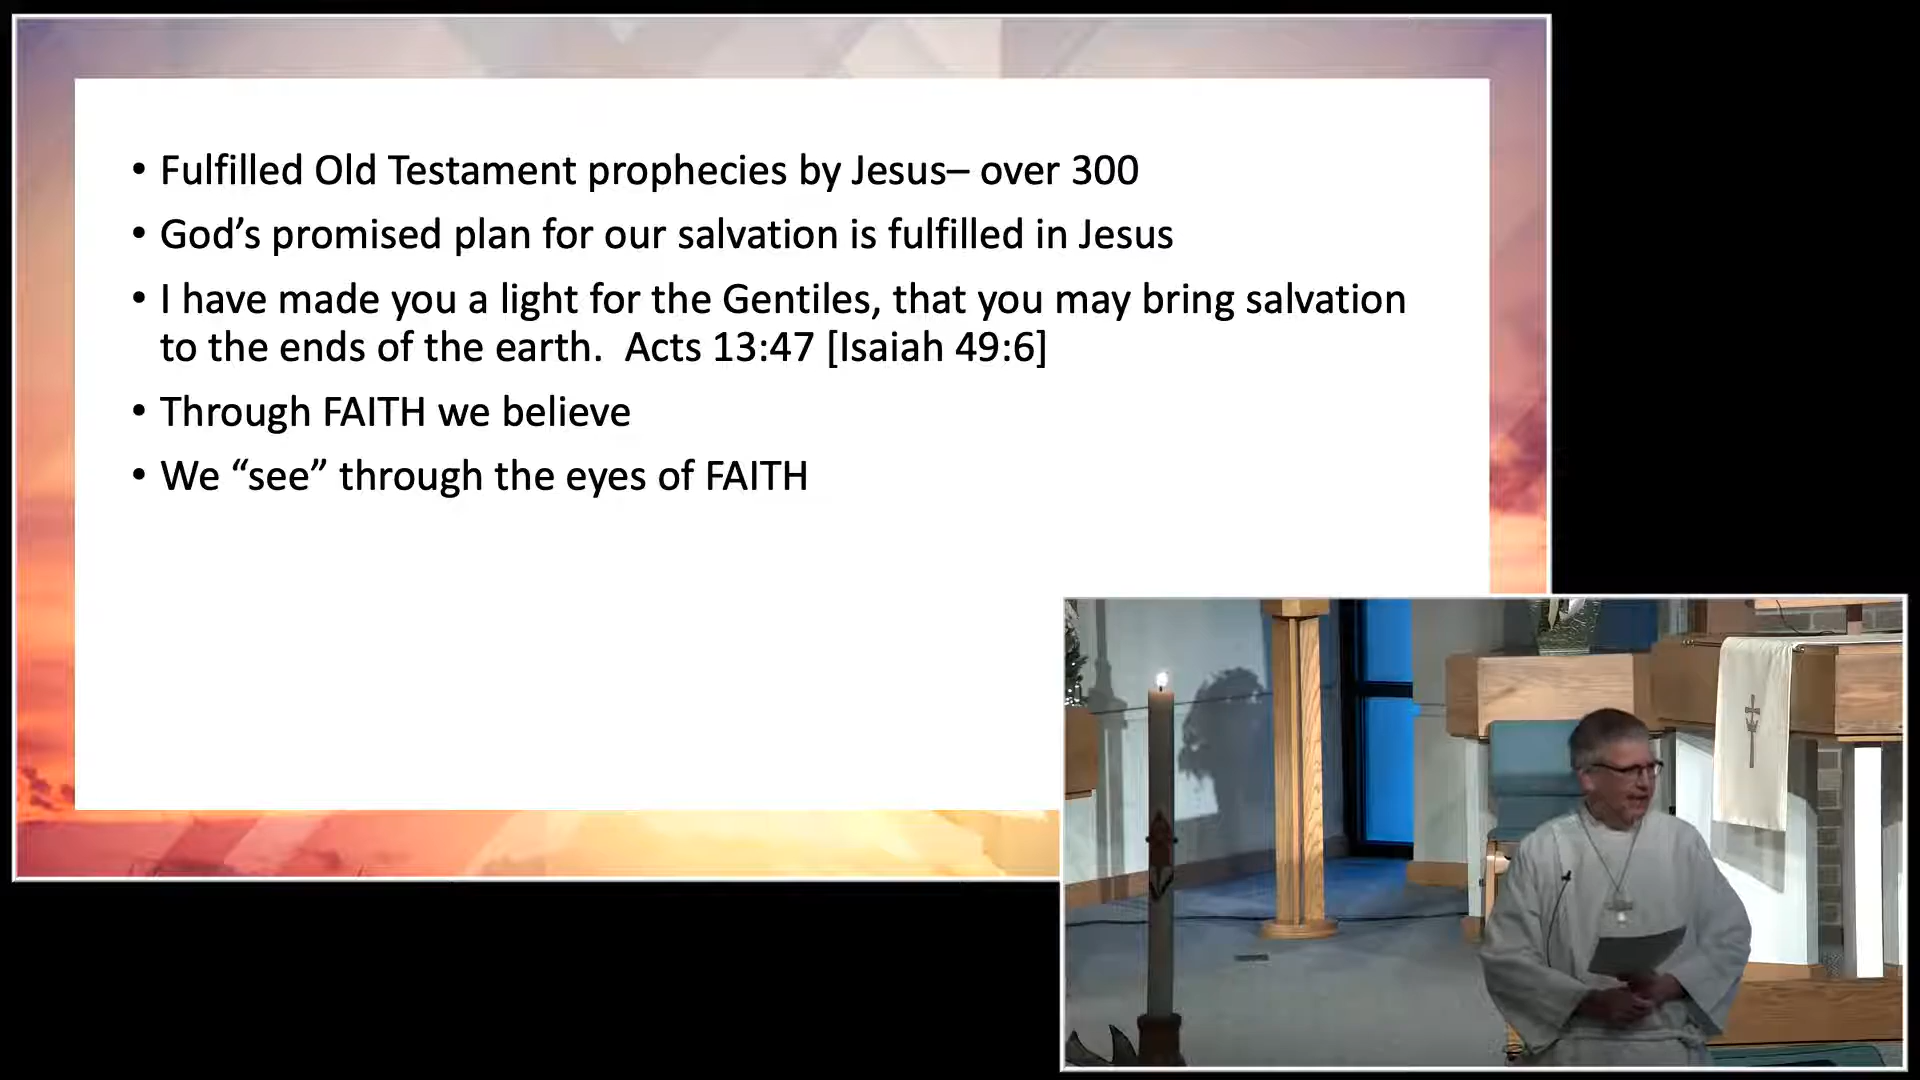 • Fulfilled Old Testament prophecies by Jesus– over 300
• God’s promised plan for our salvation is fulfilled in Jesus
• I have made you a light for the Gentiles, that you may bring salvation
to the ends of the earth.  Acts 13:47 [Isaiah 49:6]
• Through FAITH we believe
• We “see” through the eyes of FAITH